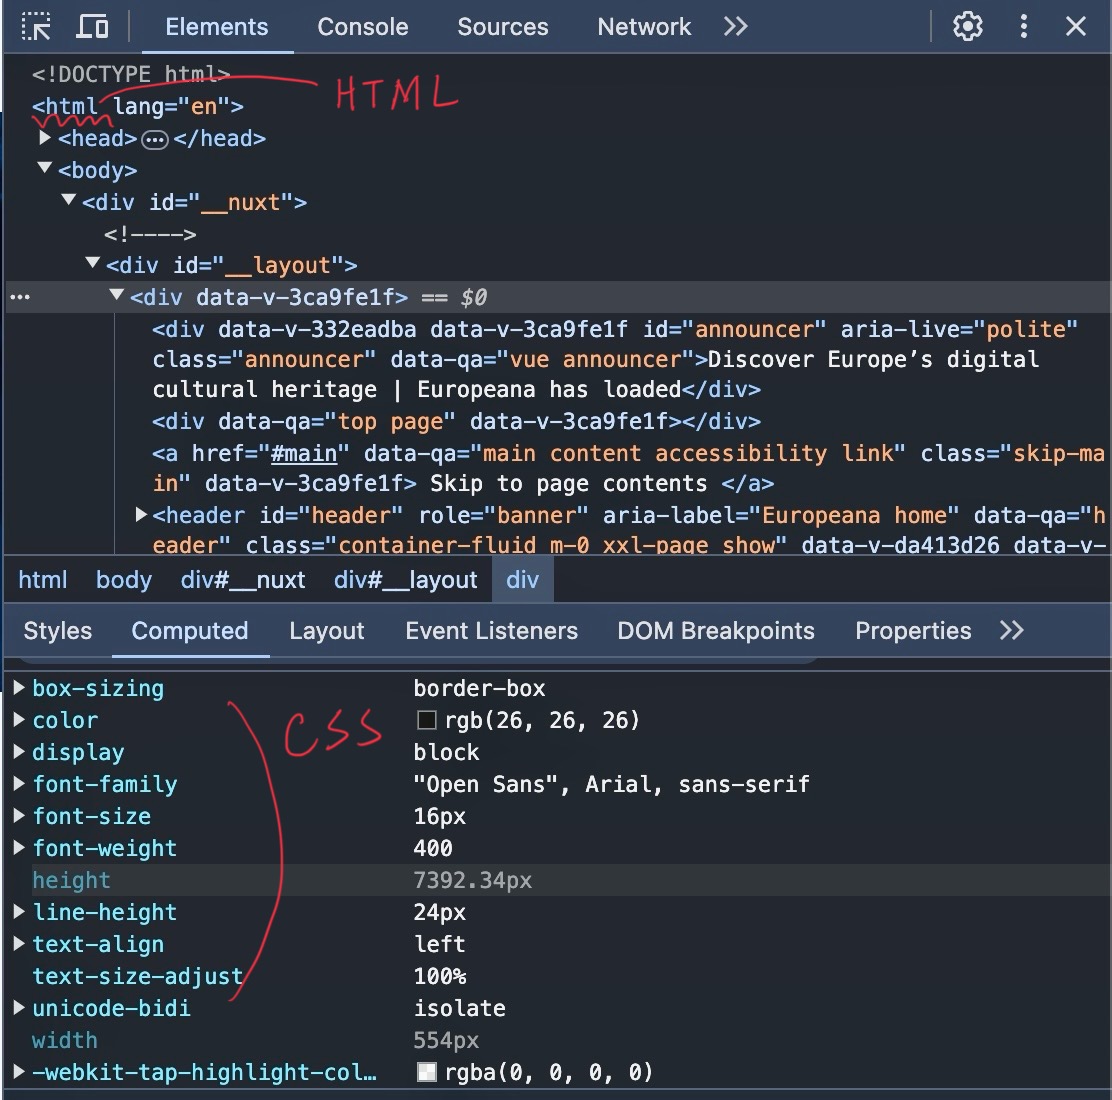 Elements Console Sources Network
<!DOCTYPE html>
<html lang="en"> HTML
<head> </head>
<body>
<div id="__nuxt">
<!---->
<div id="__layout">
<div data-v-3ca9fe1f> == $0
<div data-v-332eadba data-v-3ca9fe1f id="announcer" aria-live="polite"
class="announcer" data-qa="vue announcer">Discover Europe’s digital
cultural heritage | Europeana has loaded</div>
<div data-qa="top page" data-v-3ca9fe1f></div>
<a href="#main" data-qa="main content accessibility link" class="skip-ma
in" data-v-3ca9fe1f> Skip to page contents </a>
<header id="header" role="banner" aria-label="Europeana home" data-qa="h
eader" class="container-fluid m-0 xxl-page show" data-v-da413d26 data-v-
html body div#__nuxt div#__layout div
Styles Computed Layout Event Listeners DOM Breakpoints Properties
box-sizing border-box
color rgb(26, 26, 26)
CSS
display block
font-family "Open Sans", Arial, sans-serif
font-size 16px
font-weight 400
height 7392.34px
line-height 24px
text-align left
text-size-adjust 100%
unicode-bidi isolate
width 554px
-webkit-tap-highlight-col… rgba(0, 0, 0, 0)